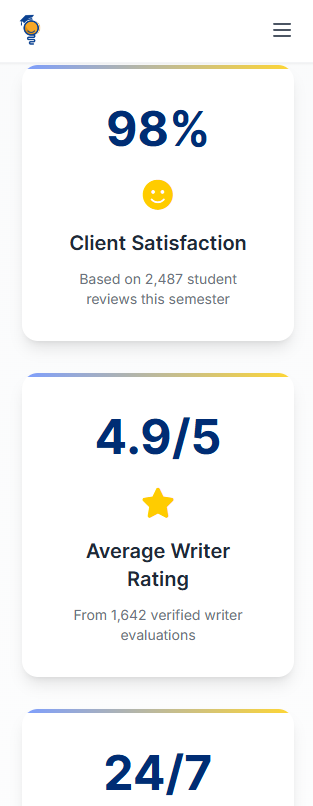 98%
Client Satisfaction
Based on 2,487 student
reviews this semester
4.9/5
Average Writer
Rating
From 1,642 verified writer
evaluations
24/7